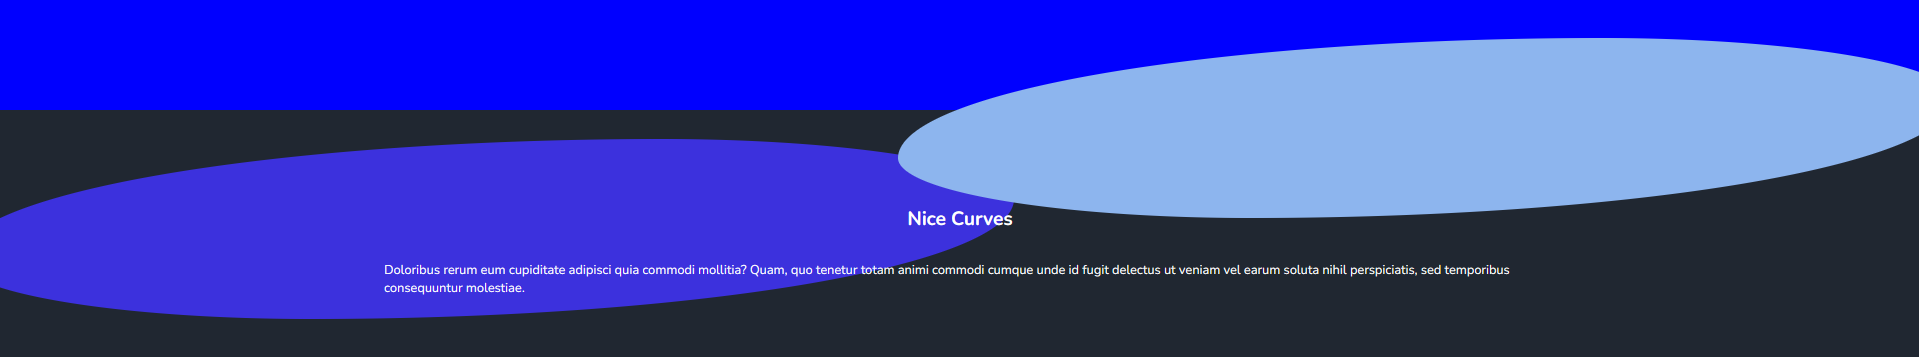 Nice Curves
Doloribus rerum eum cupiditate adipisci quia commodi mollitia? Quam, quo tenetur totam animi commodi cumque unde id fugit delectus ut veniam vel earum soluta nihil perspiciatis, sed temporibus
consequuntur molestiae.